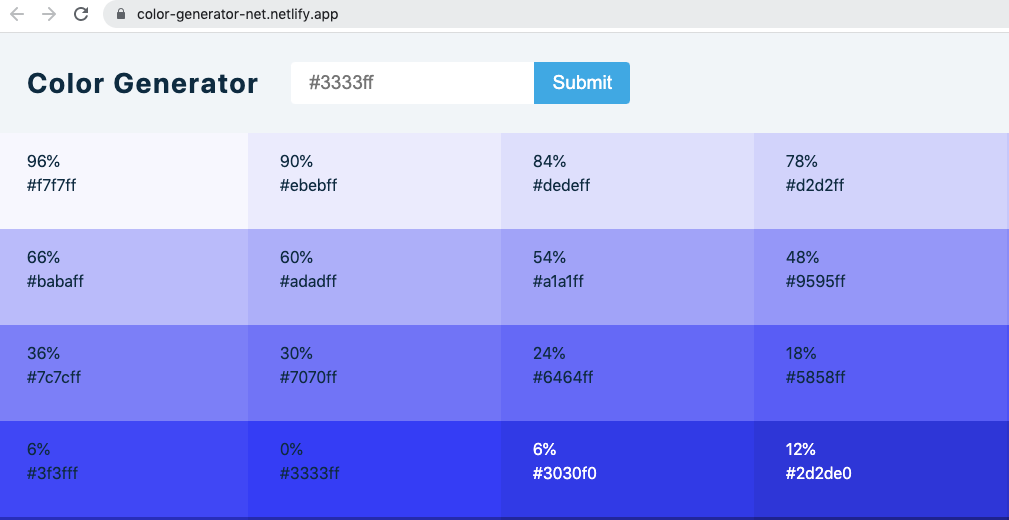 color-generator-net.netlify.app
Color Generator
#3333ff
Submit
96%
#f7f7ff
90%
#ebebff
84%
#dedeff
78%
#d2d2ff
66%
#babaff
60%
#adadff
54%
#a1a1ff
48%
#9595ff
36%
#7c7cff
30%
#7070ff
24%
#6464ff
18%
#5858ff
6%
#3f3fff
0%
#3333ff
6%
#3030f0
12%
#2d2de0